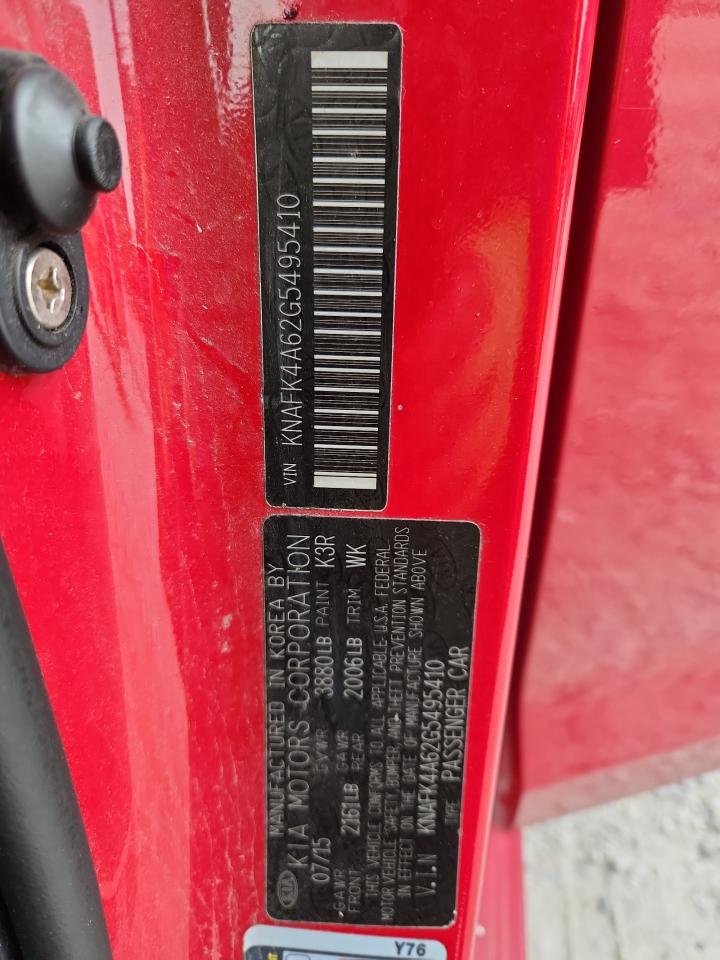 VIN KNAFK4A62G5495410
MANUFACTURED IN KOREA BY
KIA MOTORS CORPORATION
KIA
07/15 GVWR 3880LB PAINT K3R
GAWR FRONT 2161LB GAWR REAR 2006LB TRIM WK
THIS VEHICLE CONFORMS TO ALL APPLICABLE U.S.A. FEDERAL
MOTOR VEHICLE SAFETY, BUMPER, AND THEFT PREVENTION STANDARDS
IN EFFECT ON THE DATE OF MANUFACTURE SHOWN ABOVE
V.I.N KNAFK4A62G5495410
TYPE PASSENGER CAR
Y76